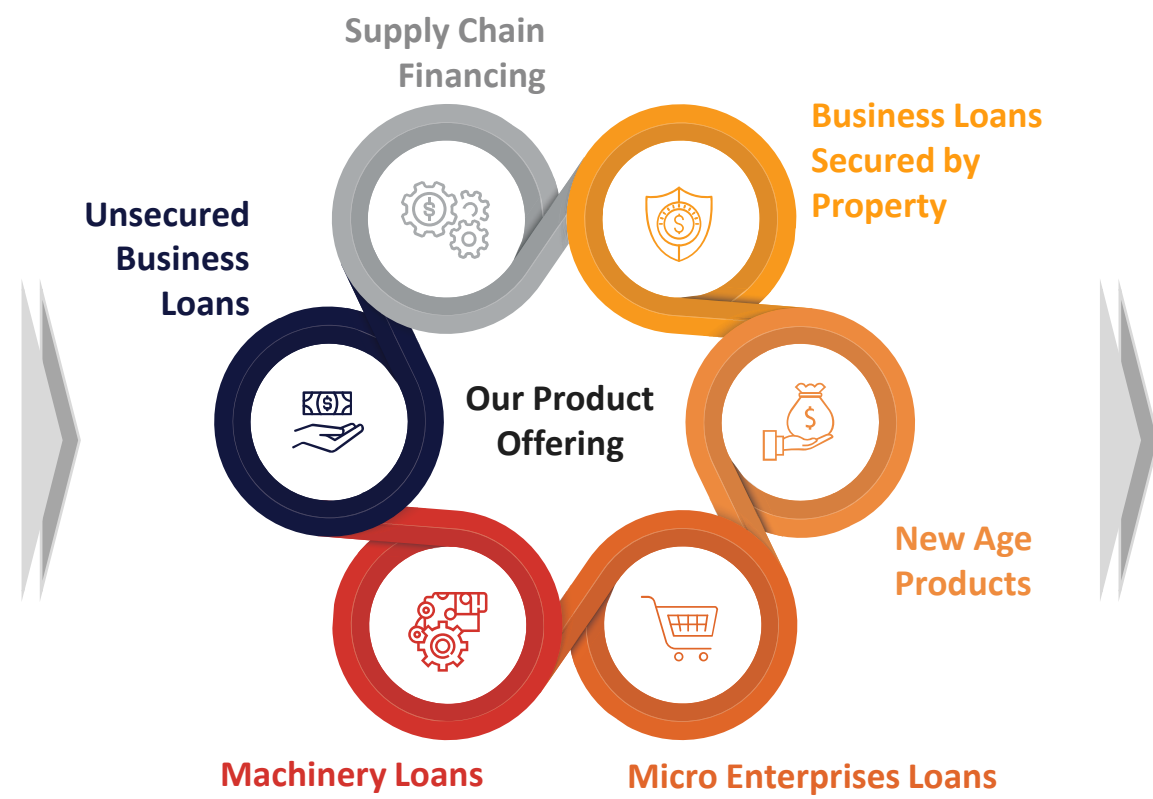 Supply Chain
Financing
Business Loans
Secured by
Property
Unsecured
Business
Loans
Our Product
Offering
New Age
Products
Machinery Loans
Micro Enterprises Loans